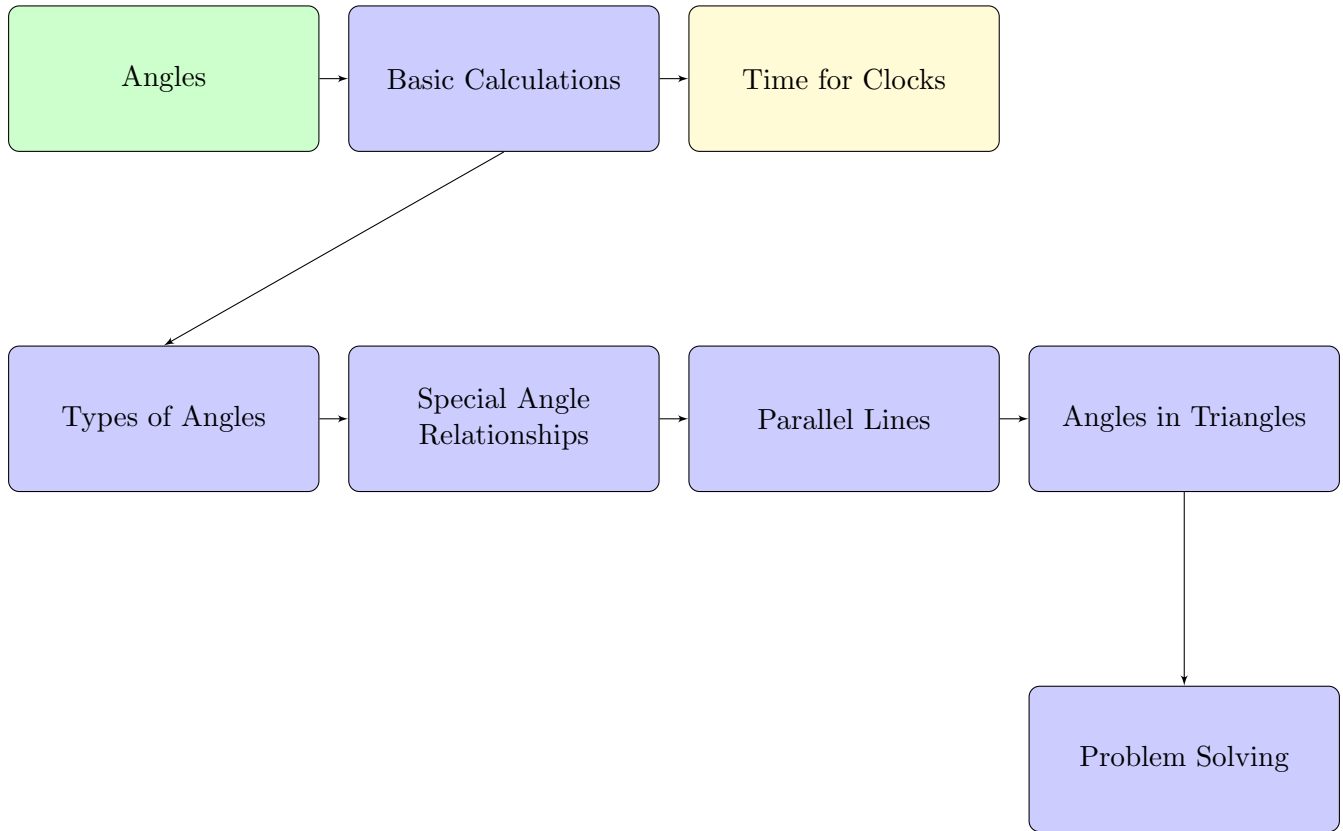 Angles
Basic Calculations
Time for Clocks
Types of Angles
Special Angle
Relationships
Parallel Lines
Angles in Triangles
Problem Solving